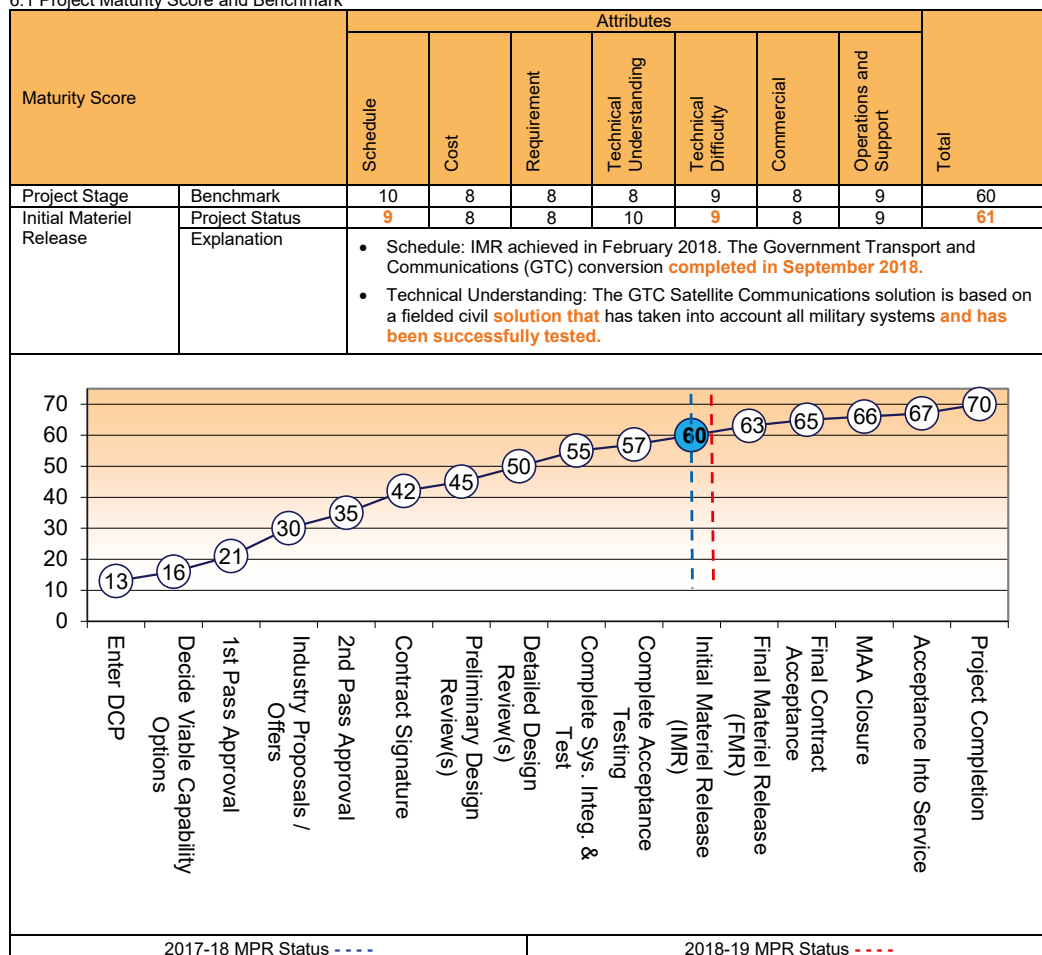 6.1 Project Maturity Score and Benchmark
Maturity Score
Attributes
Schedule
Cost
Requirement
Technical
Understanding
Technical
Difficulty
Commercial
Operations and
Support
Total
Project Stage Benchmark 10 8 8 8 9 8 9 60
Initial Materiel
Release
Project Status 9 8 8 10 9 8 9 61
Explanation
• Schedule: IMR achieved in February 2018. The Government Transport and
Communications (GTC) conversion completed in September 2018.
• Technical Understanding: The GTC Satellite Communications solution is based on
a fielded civil solution that has taken into account all military systems and has
been successfully tested.
70
60
50
40
30
20
10
0
13 16 21 30 35 42 45 50 55 57 60 63 65 66 67 70
Enter DCP
Decide Viable Capability
Options
1st Pass Approval
Industry Proposals /
Offers
2nd Pass Approval
Contract Signature
Preliminary Design
Review(s)
Detailed Design
Review(s)
Complete Sys. Integ. &
Test
Complete Acceptance
Testing
Initial Materiel Release
(IMR)
Final Materiel Release
(FMR)
Final Contract
Acceptance
MAA Closure
Acceptance Into Service
Project Completion
2017-18 MPR Status - - - -
2018-19 MPR Status - - - -